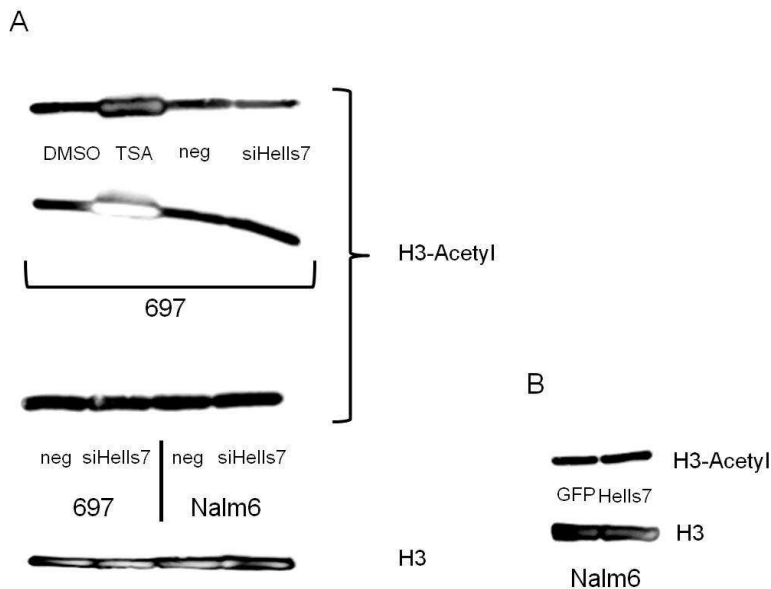 A
DMSO TSA neg siHells7
H3-Acetyl
697
B
neg siHells7 neg siHells7
H3-Acetyl
GFP Hells7
697 Nalm6
H3
H3
Nalm6